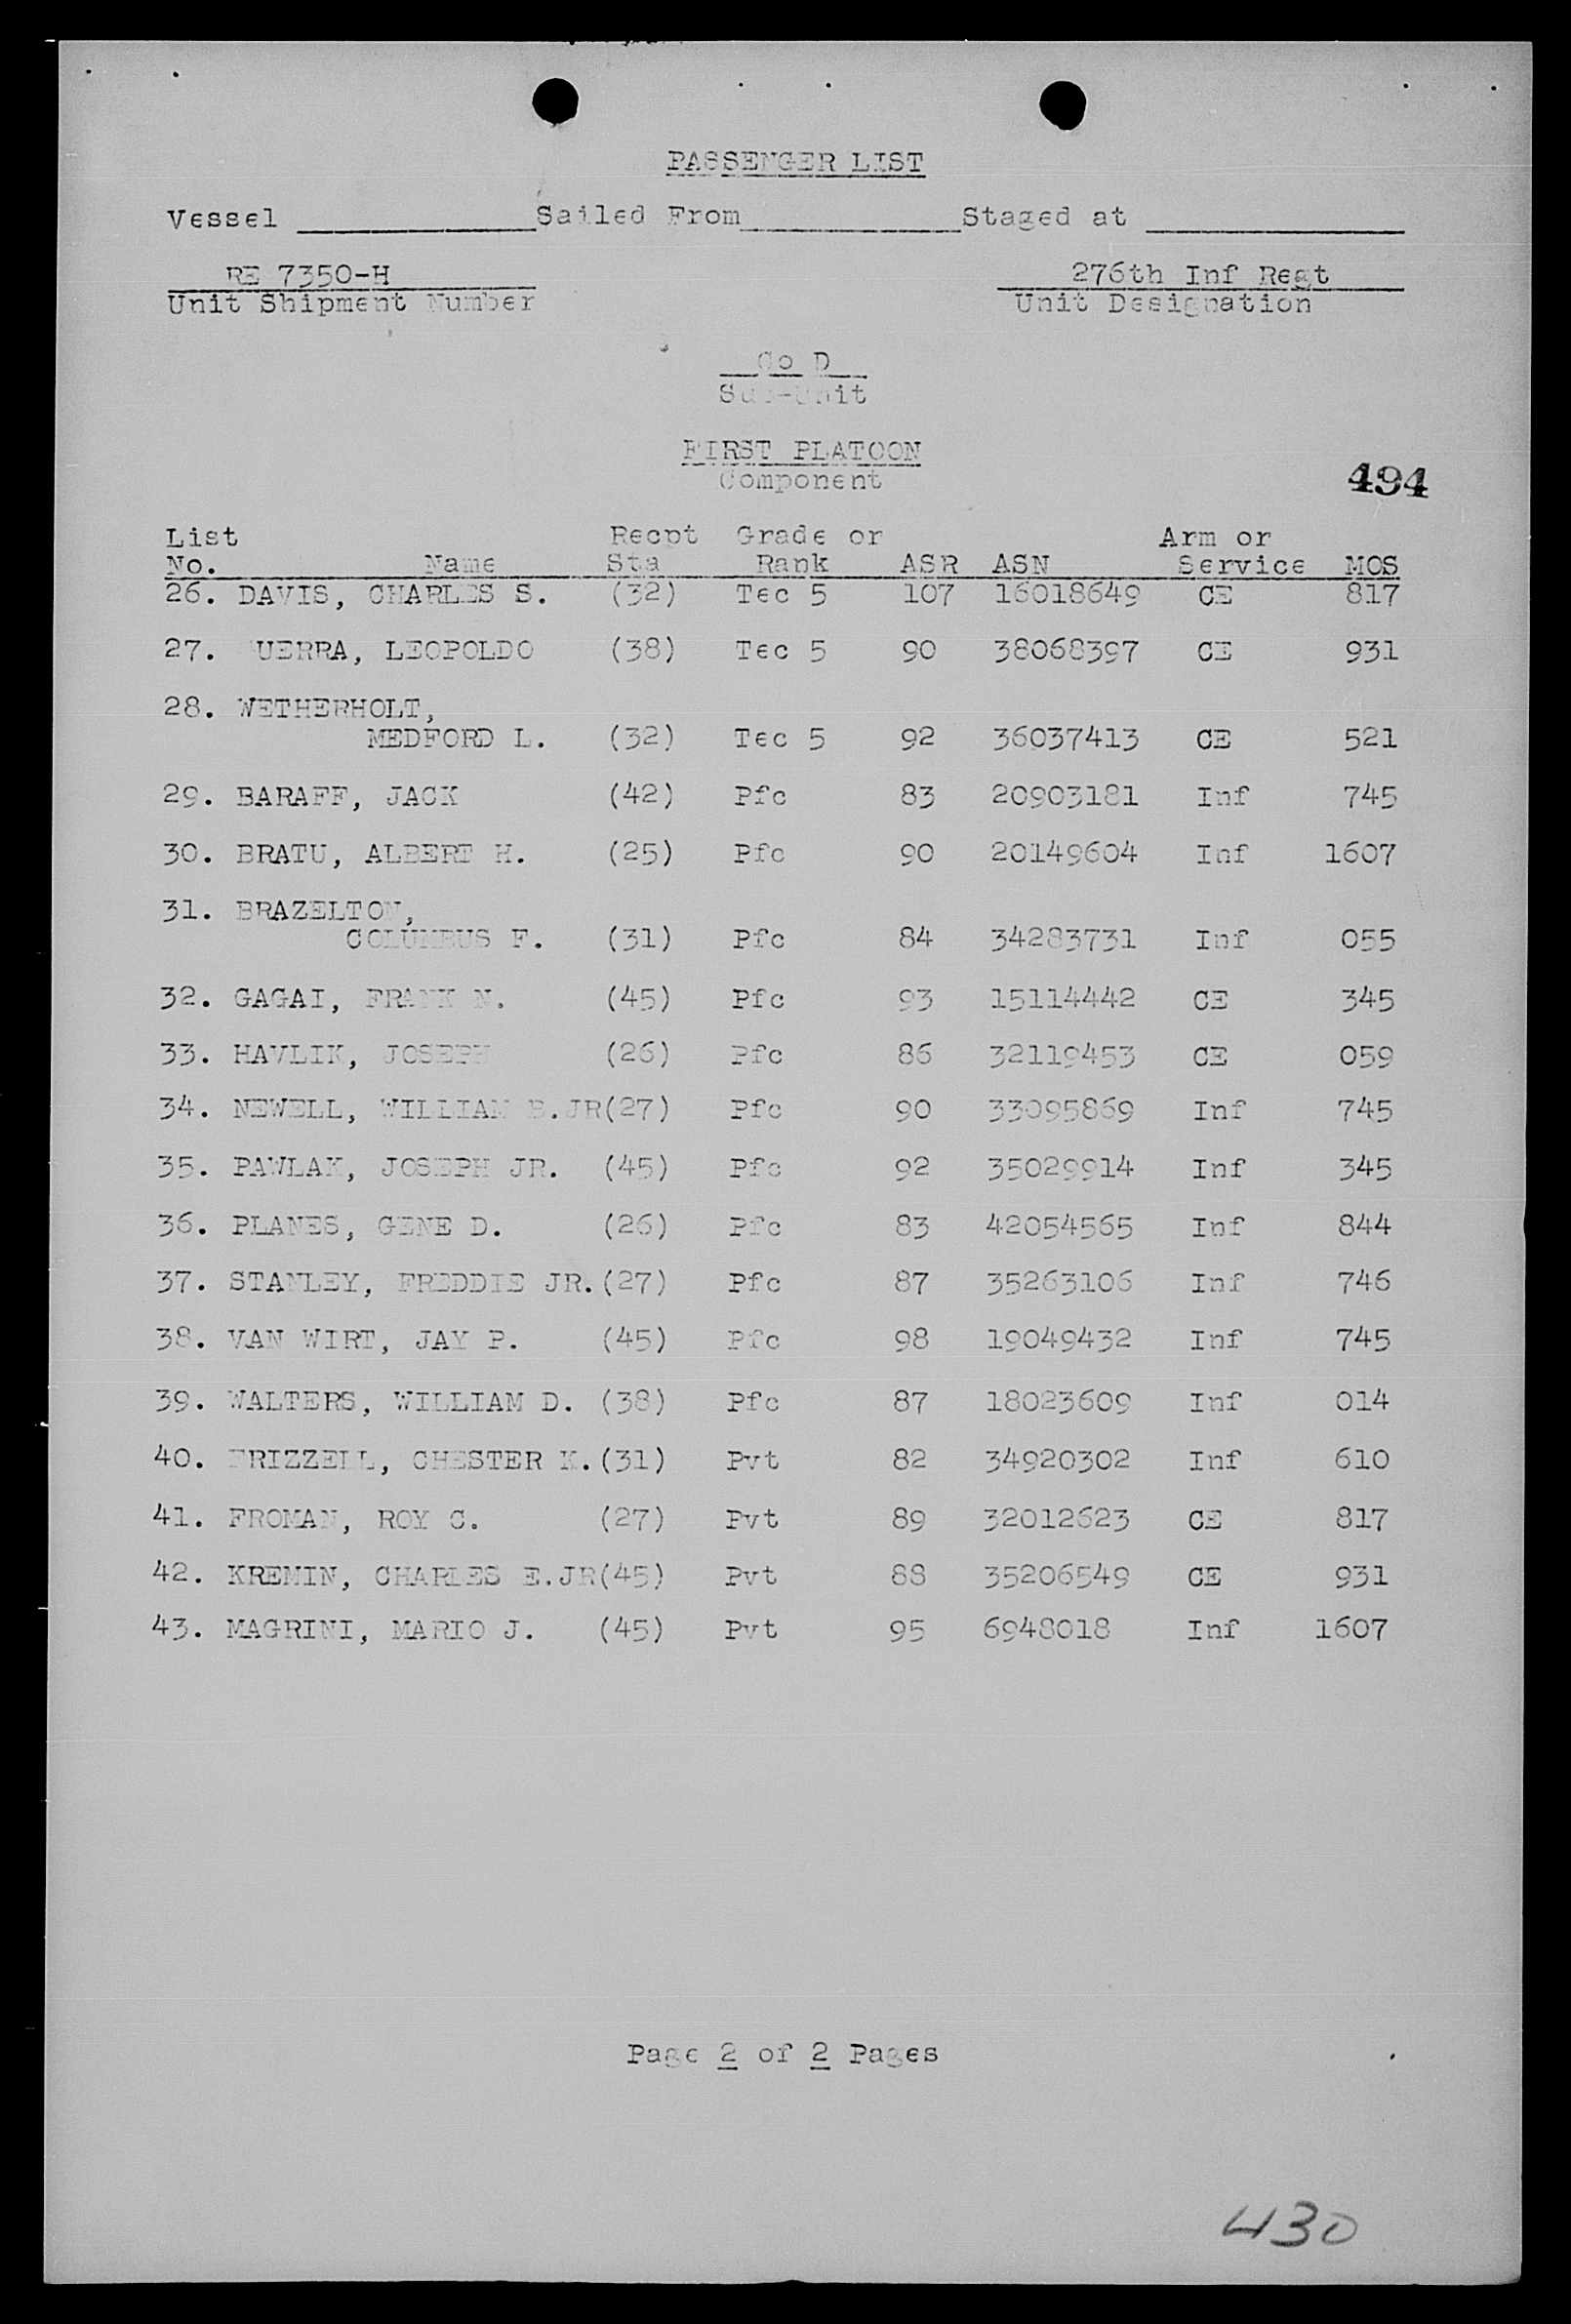 PASSENGER LIST
Vessel Sailed From Staged at
RE 7350-H 276th Inf Regt
Unit Shipment Number Unit Designation
Co D
Sub-Unit
FIRST PLATOON
Component
494
List Recpt Grade or Arm or
No. Name Sta Rank ASR ASN Service MOS
26. DAVIS, CHARLES S. (32) Tec 5 107 16018649 CE 817
27. UERRA, LEOPOLDO (38) Tec 5 90 38068397 CE 931
28. WETHERHOLT,
MEDFORD L. (32) Tec 5 92 36037413 CE 521
29. BARAFF, JACK (42) Pfc 83 20903181 Inf 745
30. BRATU, ALBERT H. (25) Pfc 90 20149604 Inf 1607
31. BRAZELTON,
COLUMBUS F. (31) Pfc 84 34283731 Inf 055
32. GAGAI, FRANK N. (45) Pfc 93 15114442 CE 345
33. HAVLIK, JOSEPH (26) Pfc 86 32119453 CE 059
34. NEWELL, WILLIAM B.JR(27) Pfc 90 33095869 Inf 745
35. PAWLAK, JOSEPH JR. (45) Pfc 92 35029914 Inf 345
36. PLANES, GENE D. (26) Pfc 83 42054565 Inf 844
37. STANLEY, FREDDIE JR.(27) Pfc 87 35263106 Inf 746
38. VAN WIRT, JAY P. (45) Pfc 98 19049432 Inf 745
39. WALTERS, WILLIAM D. (38) Pfc 87 18023609 Inf 014
40. FRIZZELL, CHESTER K.(31) Pvt 82 34920302 Inf 610
41. FROMAN, ROY C. (27) Pvt 89 32012623 CE 817
42. KREMIN, CHARLES E.JR(45) Pvt 88 35206549 CE 931
43. MAGRINI, MARIO J. (45) Pvt 95 6948018 Inf 1607
Page 2 of 2 Pages
430